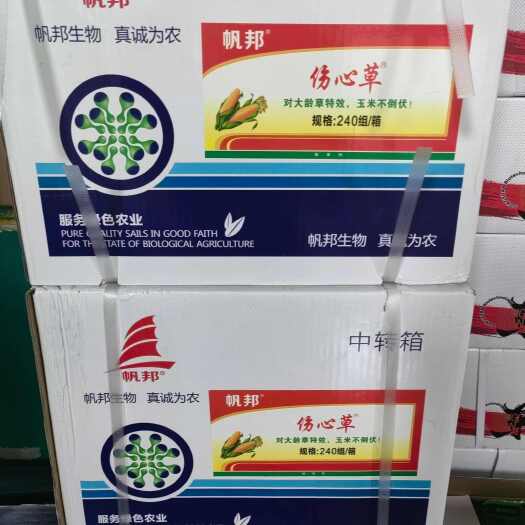 帆邦
帆邦生物 真诚为农
帆邦®
伤心草®
对大龄草特效，玉米不倒伏！
规格:240组/箱
服务绿色农业
PURE QUALITY SAILS IN GOOD FAITH
FOR THE STATE OF BIOLOGICAL AGRICULTURE
帆邦生物 真诚为农
帆邦®
中转箱
帆邦生物 真诚为农
帆邦®
伤心草®
对大龄草特效，玉米不倒伏！
规格:240组/箱
服务绿色农业